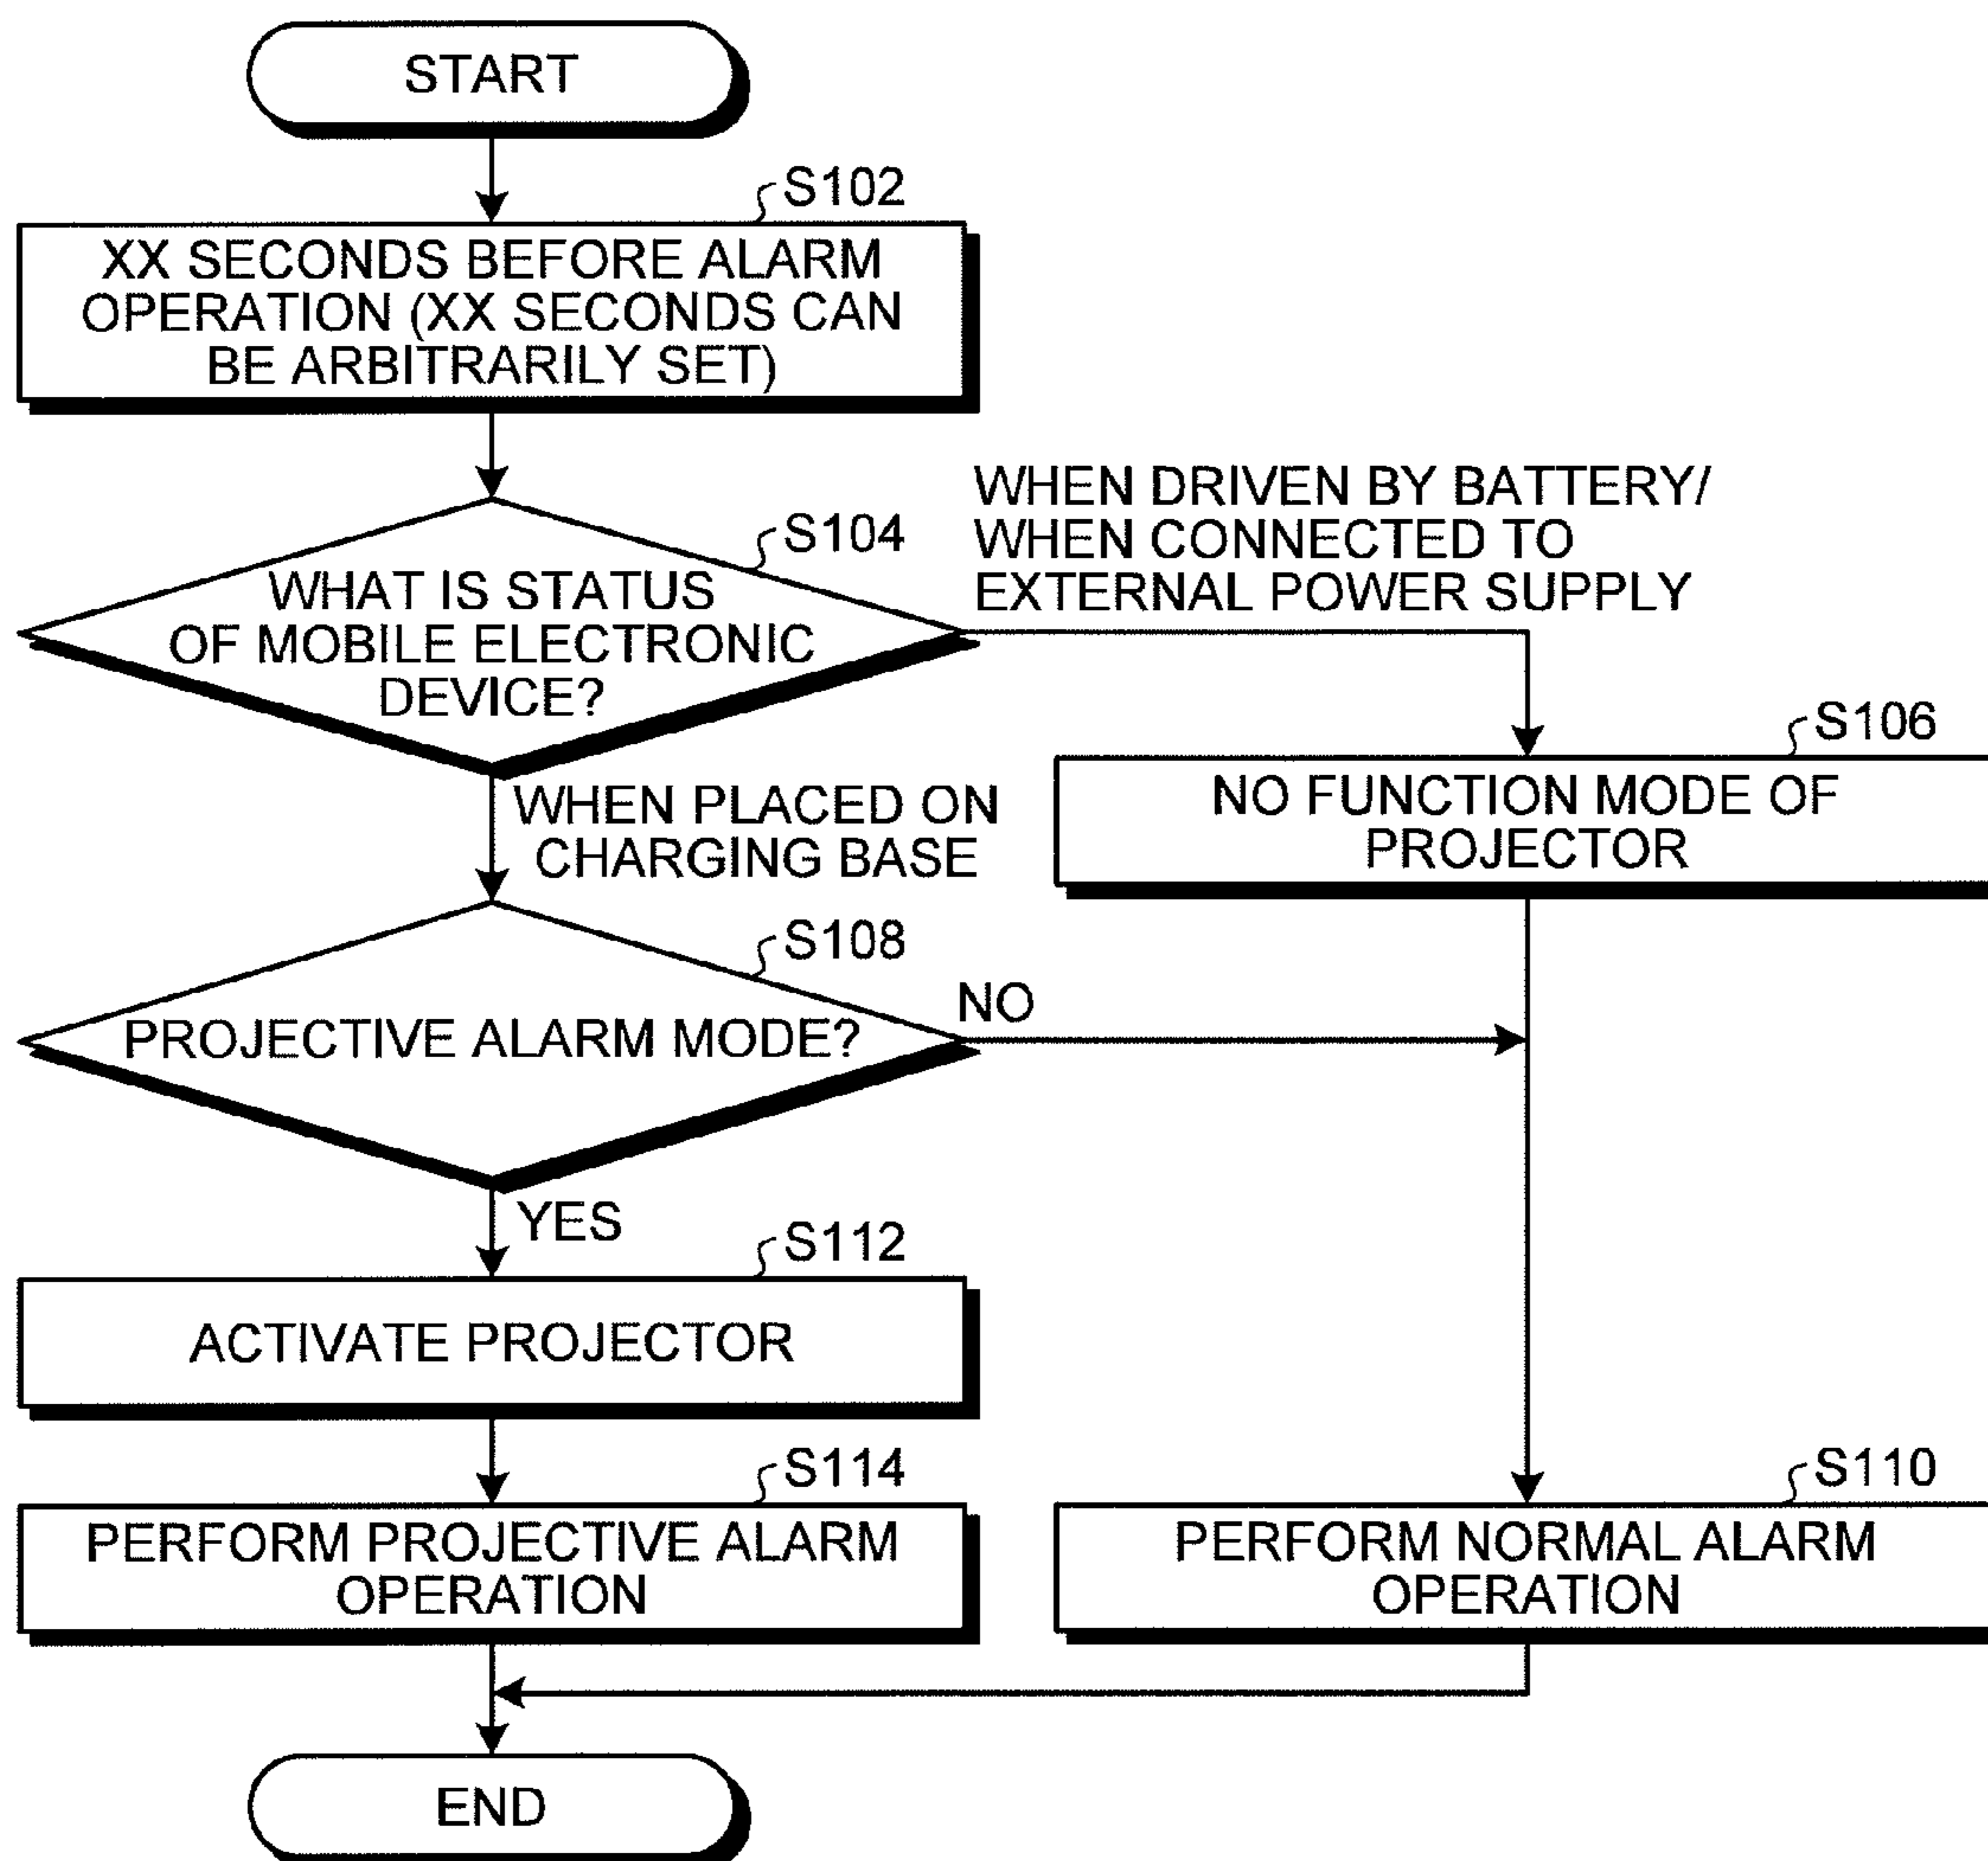 START
S102
XX SECONDS BEFORE ALARM
OPERATION (XX SECONDS CAN
BE ARBITRARILY SET)
S104
WHAT IS STATUS
OF MOBILE ELECTRONIC
DEVICE?
WHEN DRIVEN BY BATTERY/
WHEN CONNECTED TO
EXTERNAL POWER SUPPLY
S106
NO FUNCTION MODE OF
PROJECTOR
WHEN PLACED ON
CHARGING BASE
S108
PROJECTIVE ALARM MODE?
NO
YES
S112
ACTIVATE PROJECTOR
S114
PERFORM PROJECTIVE ALARM
OPERATION
S110
PERFORM NORMAL ALARM
OPERATION
END